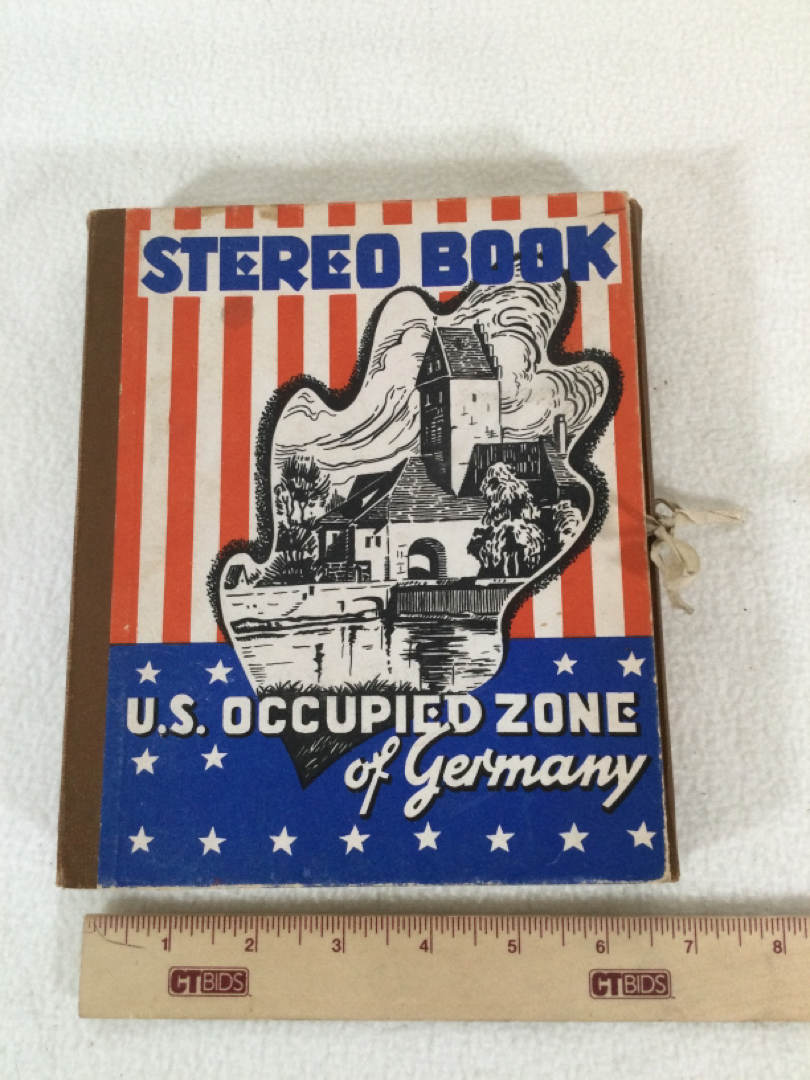 STEREO BOOK
U.S. OCCUPIED ZONE
of Germany
1 2 3 4 5 6 7 8
CTBIDS CTBIDS